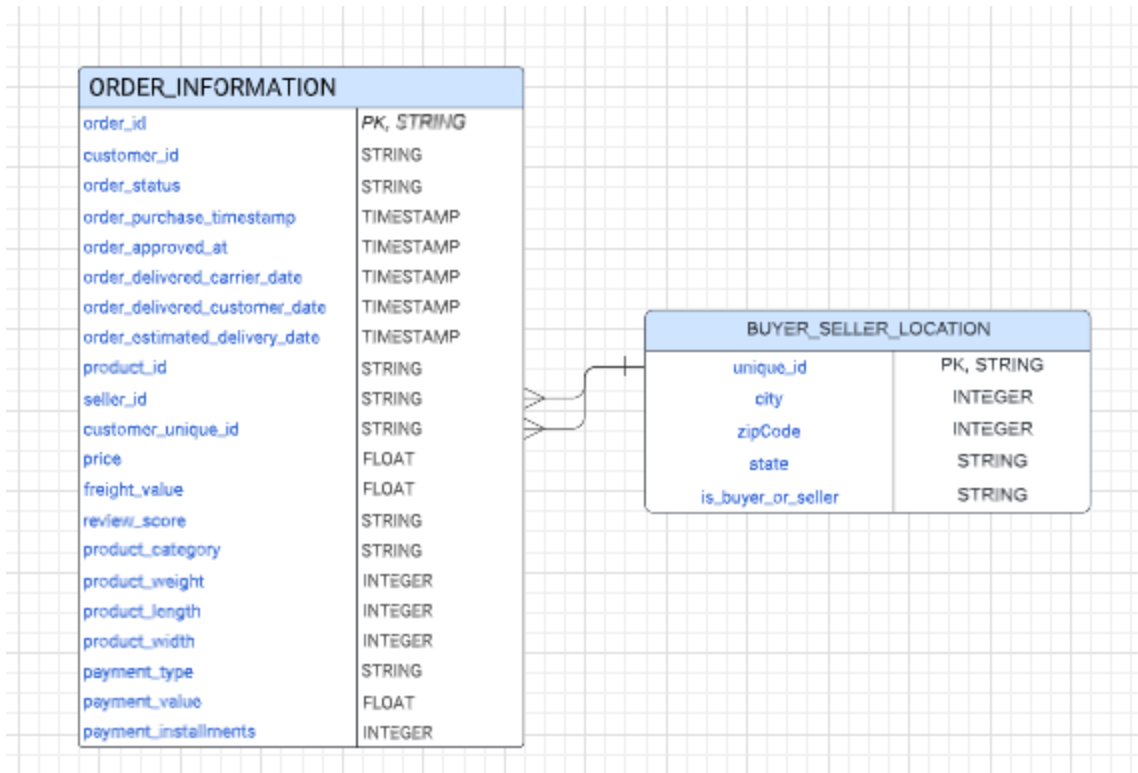 ORDER_INFORMATION
order_id PK, STRING
customer_id STRING
order_status STRING
order_purchase_timestamp TIMESTAMP
order_approved_at TIMESTAMP
order_delivered_carrier_date TIMESTAMP
order_delivered_customer_date TIMESTAMP
order_estimated_delivery_date TIMESTAMP
product_id STRING
seller_id STRING
customer_unique_id STRING
price FLOAT
freight_value FLOAT
review_score STRING
product_category STRING
product_weight INTEGER
product_length INTEGER
product_width INTEGER
payment_type STRING
payment_value FLOAT
payment_installments INTEGER
BUYER_SELLER_LOCATION
unique_id PK, STRING
city INTEGER
zipCode INTEGER
state STRING
is_buyer_or_seller STRING